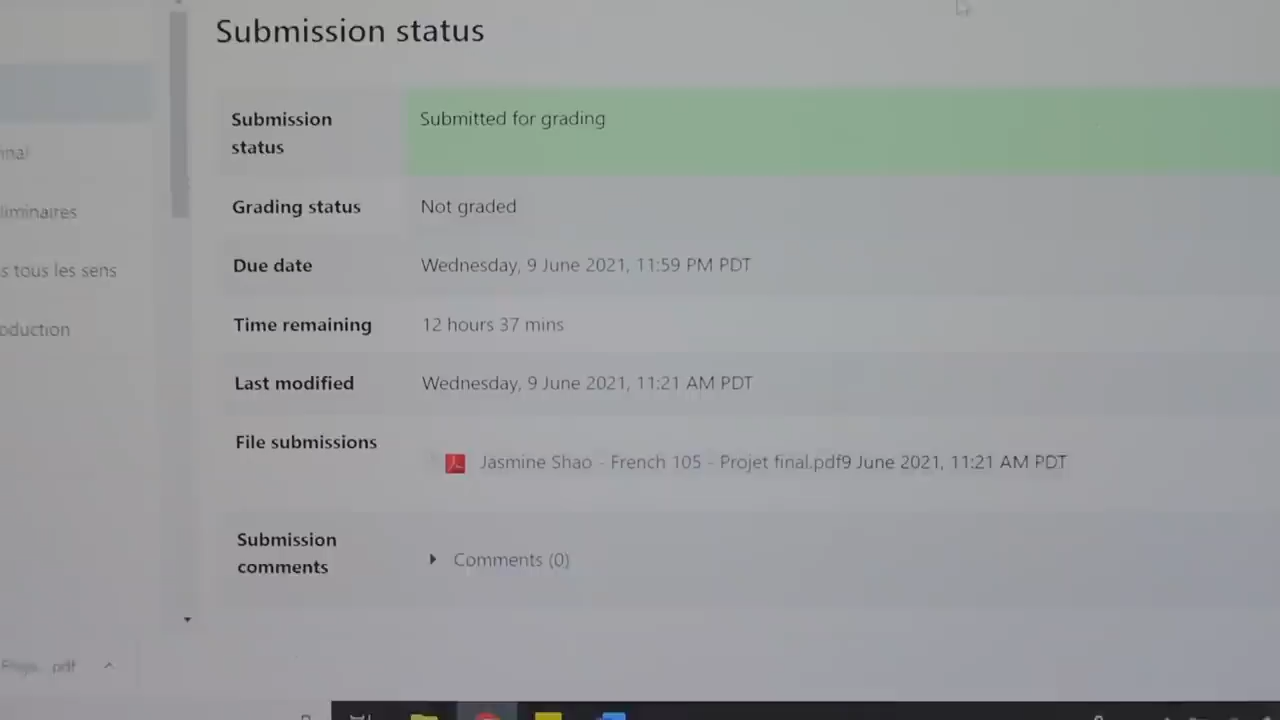 Submission status
Submission
status
Submitted for grading
Grading status
Not graded
Due date
Wednesday, 9 June 2021, 11:59 PM PDT
Time remaining
12 hours 37 mins
Last modified
Wednesday, 9 June 2021, 11:21 AM PDT
File submissions
Jasmine Shao - French 105 - Projet final.pdf9 June 2021, 11:21 AM PDT
Submission
comments
Comments (0)
inal
liminaires
s tous les sens
oduction
pdf